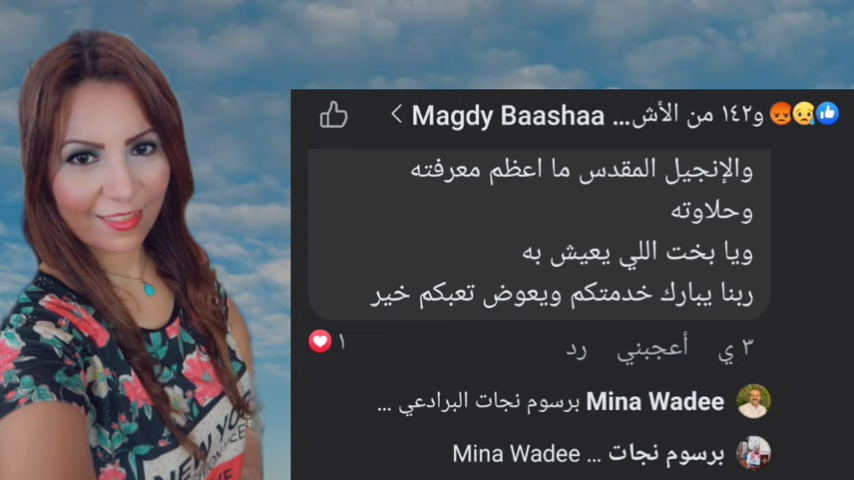 Magdy Baashaa ... و١٤٢ من الأش
والإنجيل المقدس ما اعظم معرفته
وحلاوته
ويا بخت اللي يعيش به
ربنا يبارك خدمتكم ويعوض تعبكم خير
٣ ي أعجبني رد ١
Mina Wadee برسوم نجات البرادعي ...
برسوم نجات ... Mina Wadee
NEW YO